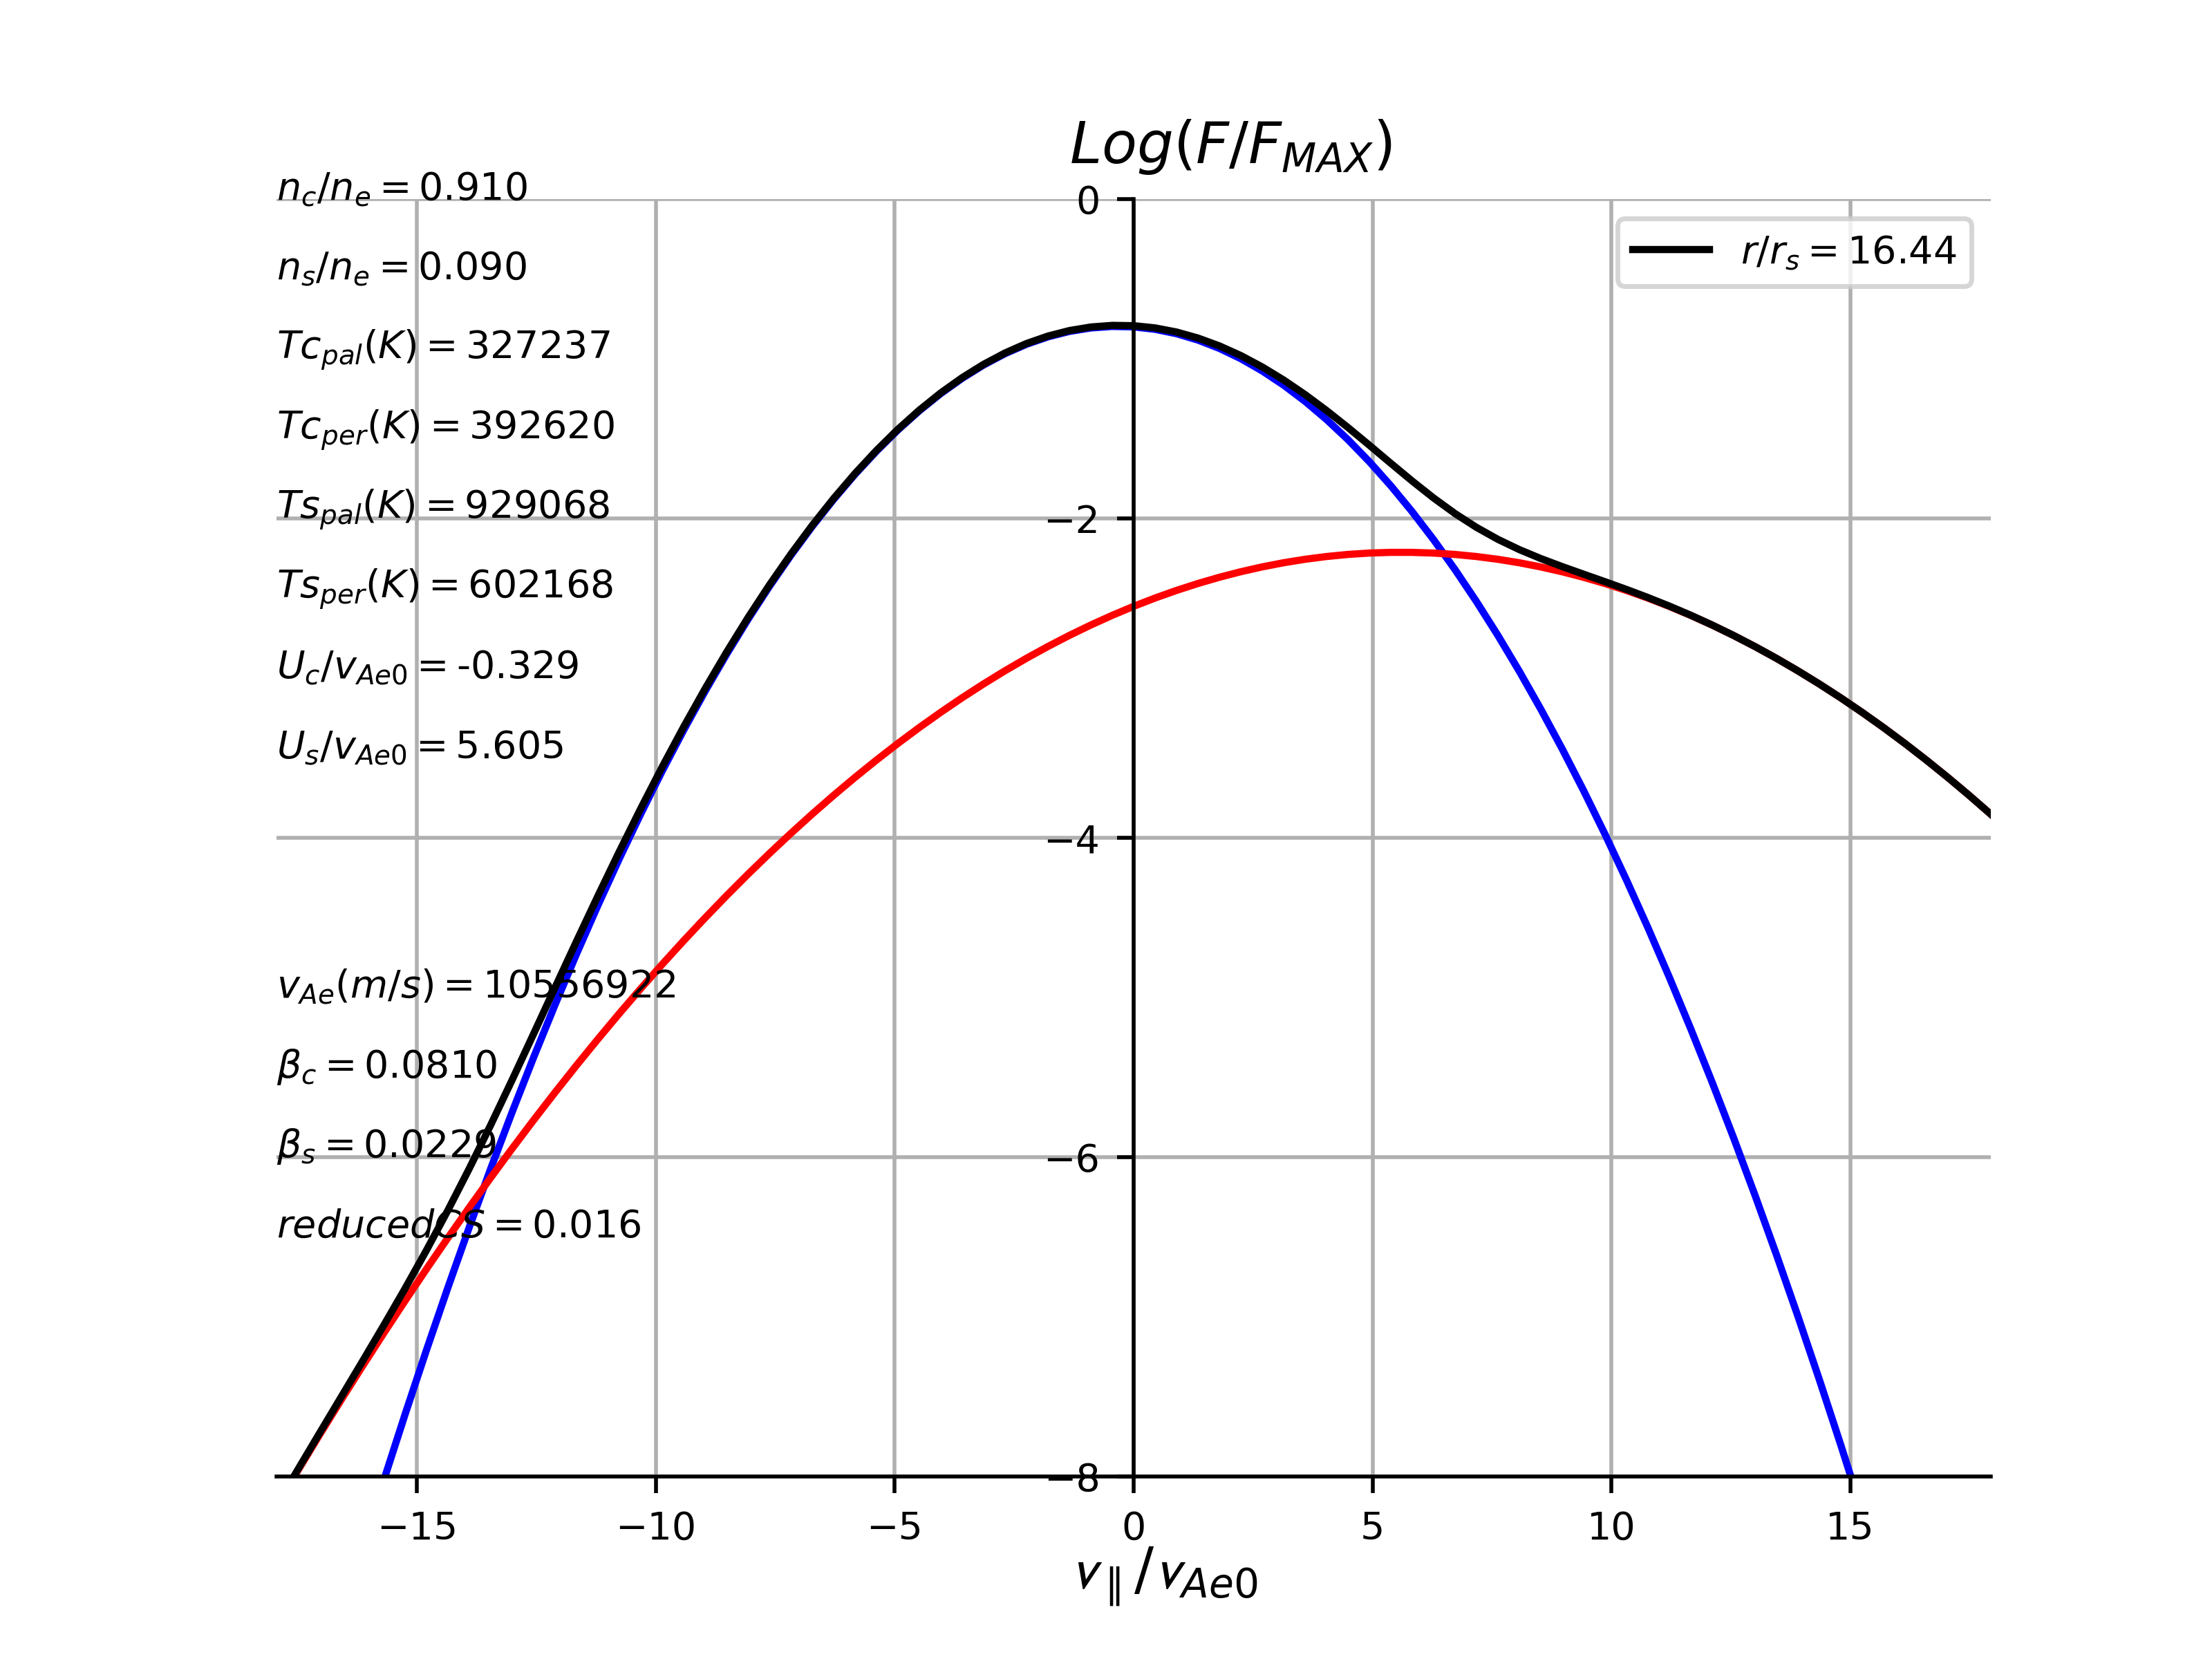 Log(F/F_MAX)
n_c/n_e = 0.910
0
r/r_s = 16.44
n_s/n_e = 0.090
Tc_pal(K) = 327237
Tc_per(K) = 392620
Ts_pal(K) = 929068
−2
Ts_per(K) = 602168
U_c/v_Ae0 = -0.329
U_s/v_Ae0 = 5.605
−4
v_Ae(m/s) = 10556922
β_c = 0.0810
β_s = 0.0229
−6
reducedCS = 0.016
−8
−15 −10 −5 0 5 10 15
v_∥/v_Ae0